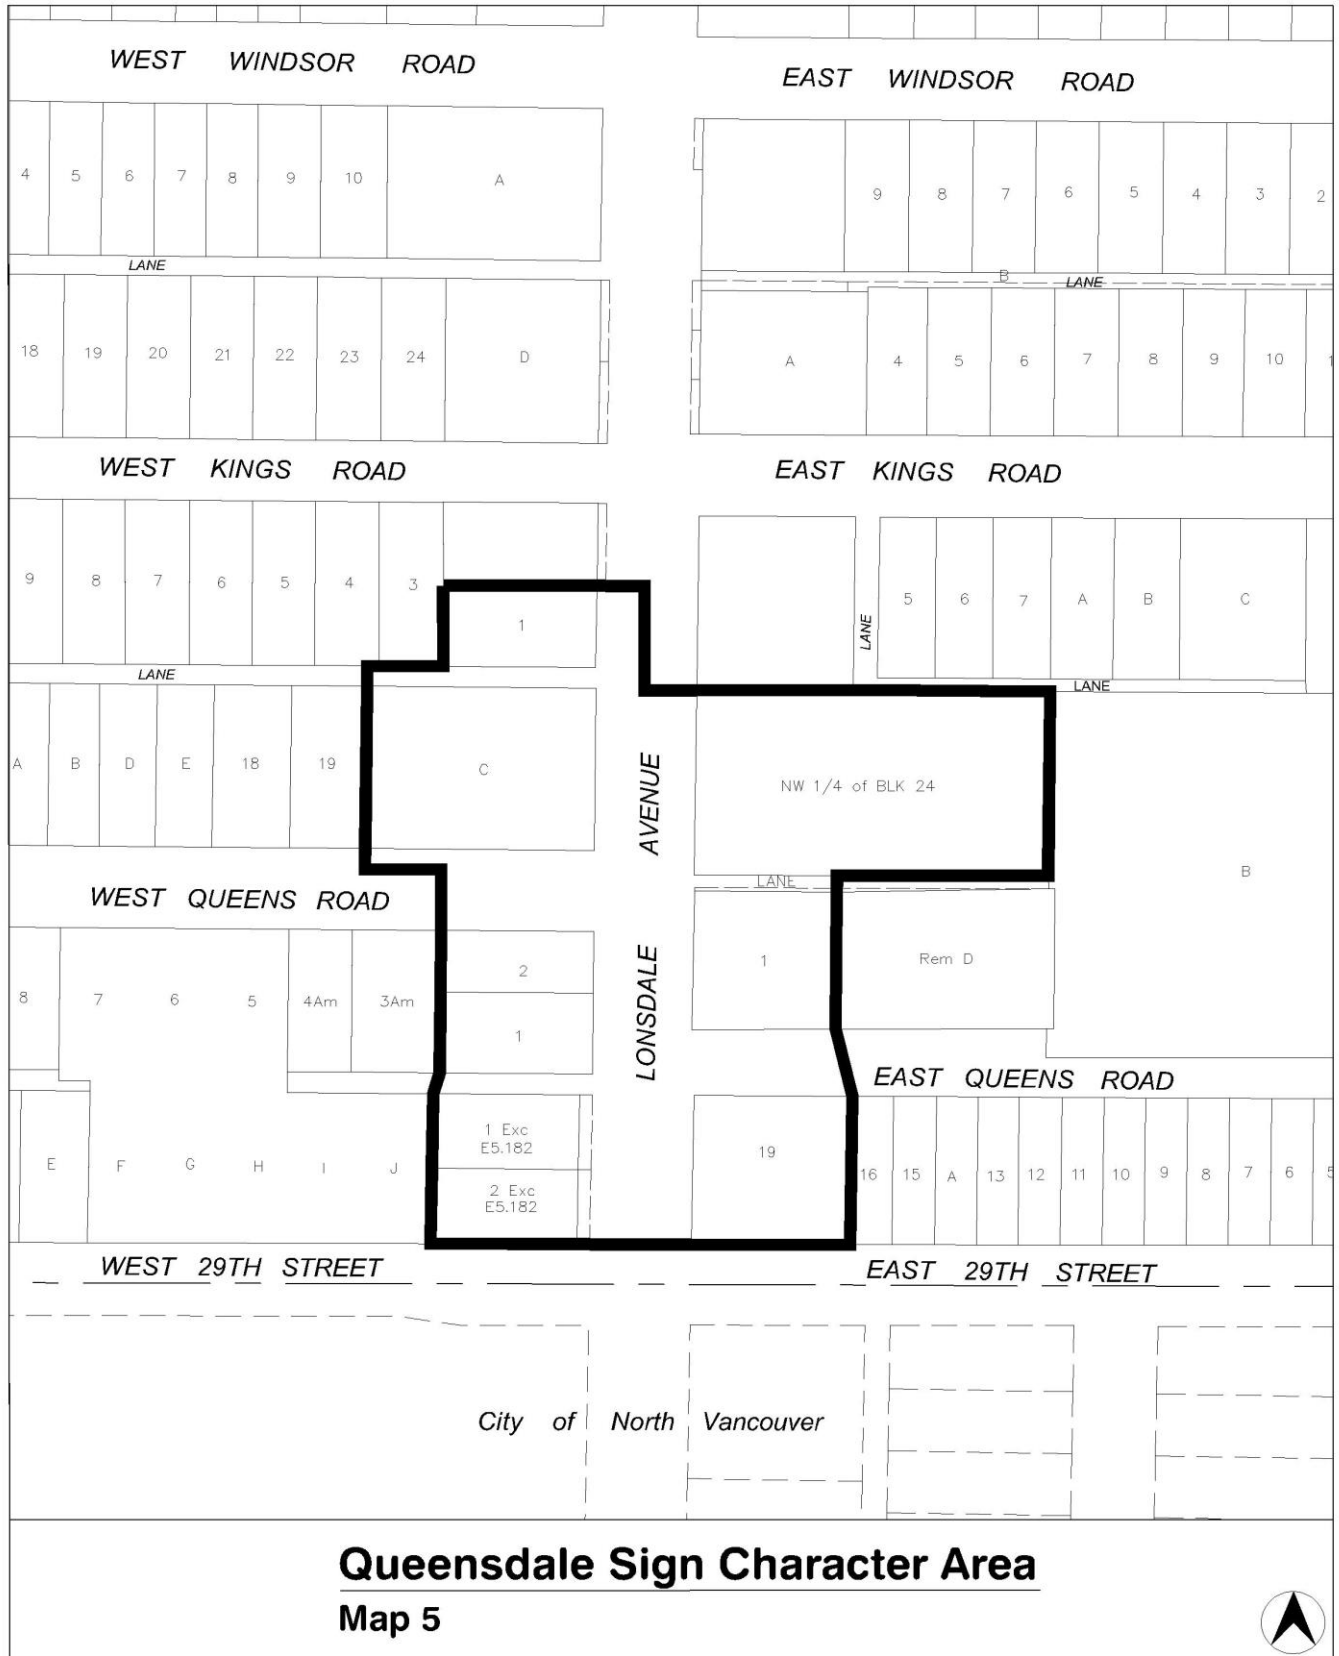 WEST WINDSOR ROAD
EAST WINDSOR ROAD
4 5 6 7 8 9 10 A
9 8 7 6 5 4 3 2
LANE
B LANE
18 19 20 21 22 23 24 D
A 4 5 6 7 8 9 10
WEST KINGS ROAD
EAST KINGS ROAD
9 8 7 6 5 4 3
1
LANE
5 6 7 A B C
LANE
LANE
A B D E 18 19 C
AVENUE
NW 1/4 of BLK 24
B
LANE
WEST QUEENS ROAD
8 7 6 5 4Am 3Am
2
1
LONSDALE
1
Rem D
EAST QUEENS ROAD
E F G H I J
1 Exc
E5.182
2 Exc
E5.182
19
16 15 A 13 12 11 10 9 8 7 6 5
WEST 29TH STREET
EAST 29TH STREET
City of North Vancouver
Queensdale Sign Character Area
Map 5